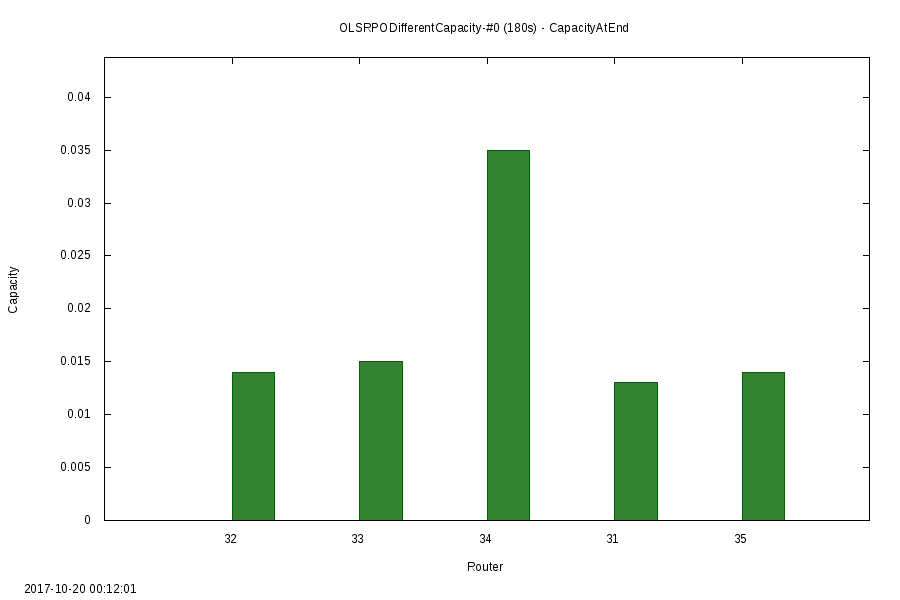 OLSRPODifferentCapacity-#0 (180s) - CapacityAtEnd
0.04
0.035
0.03
0.025
0.02
0.015
0.01
0.005
0
Capacity
32 33 34 31 35
Router
2017-10-20 00:12:01